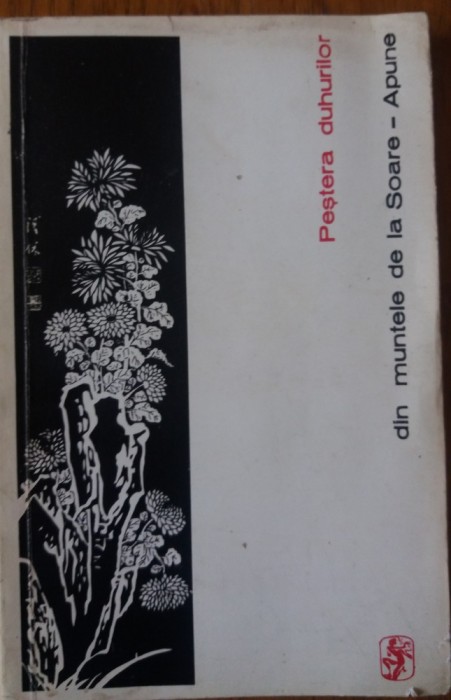 Peștera duhurilor
din muntele de la Soare – Apune